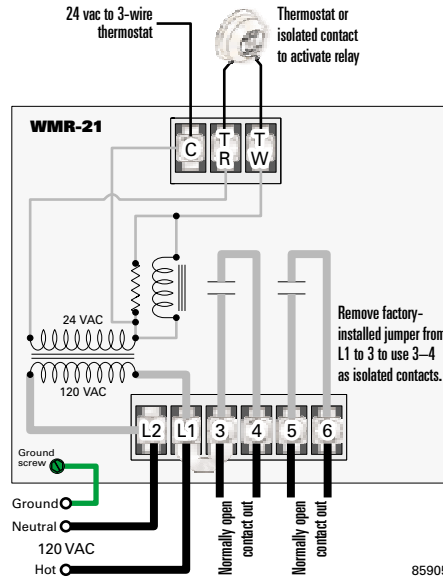 24 vac to 3-wire
thermostat
Thermostat or
isolated contact
to activate relay
WMR-21
C
T
R
T
W
24 VAC
120 VAC
Remove factory-
installed jumper from
L1 to 3 to use 3–4
as isolated contacts.
L2
L1
3
4
5
6
Ground
screw
Ground
Neutral
120 VAC
Hot
Normally open
contact out
Normally open
contact out
85905